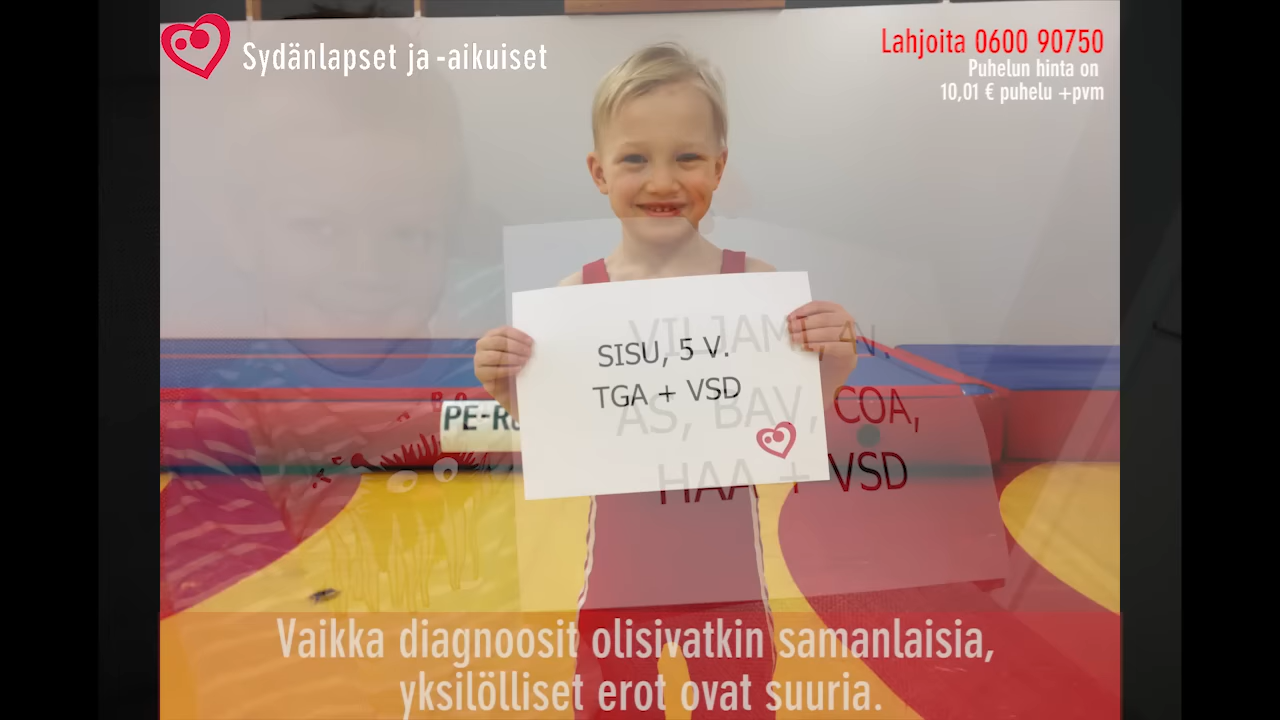 Sydänlapset ja -aikuiset
Lahjoita 0600 90750
Puhelun hinta on
10,01 € puhelu +pvm
VILJAMI, 4V.
SISU, 5 V.
TGA + VSD
AS, BAV, COA,
HAA + VSD
PE-R
Vaikka diagnoosit olisivatkin samanlaisia,
yksilölliset erot ovat suuria.